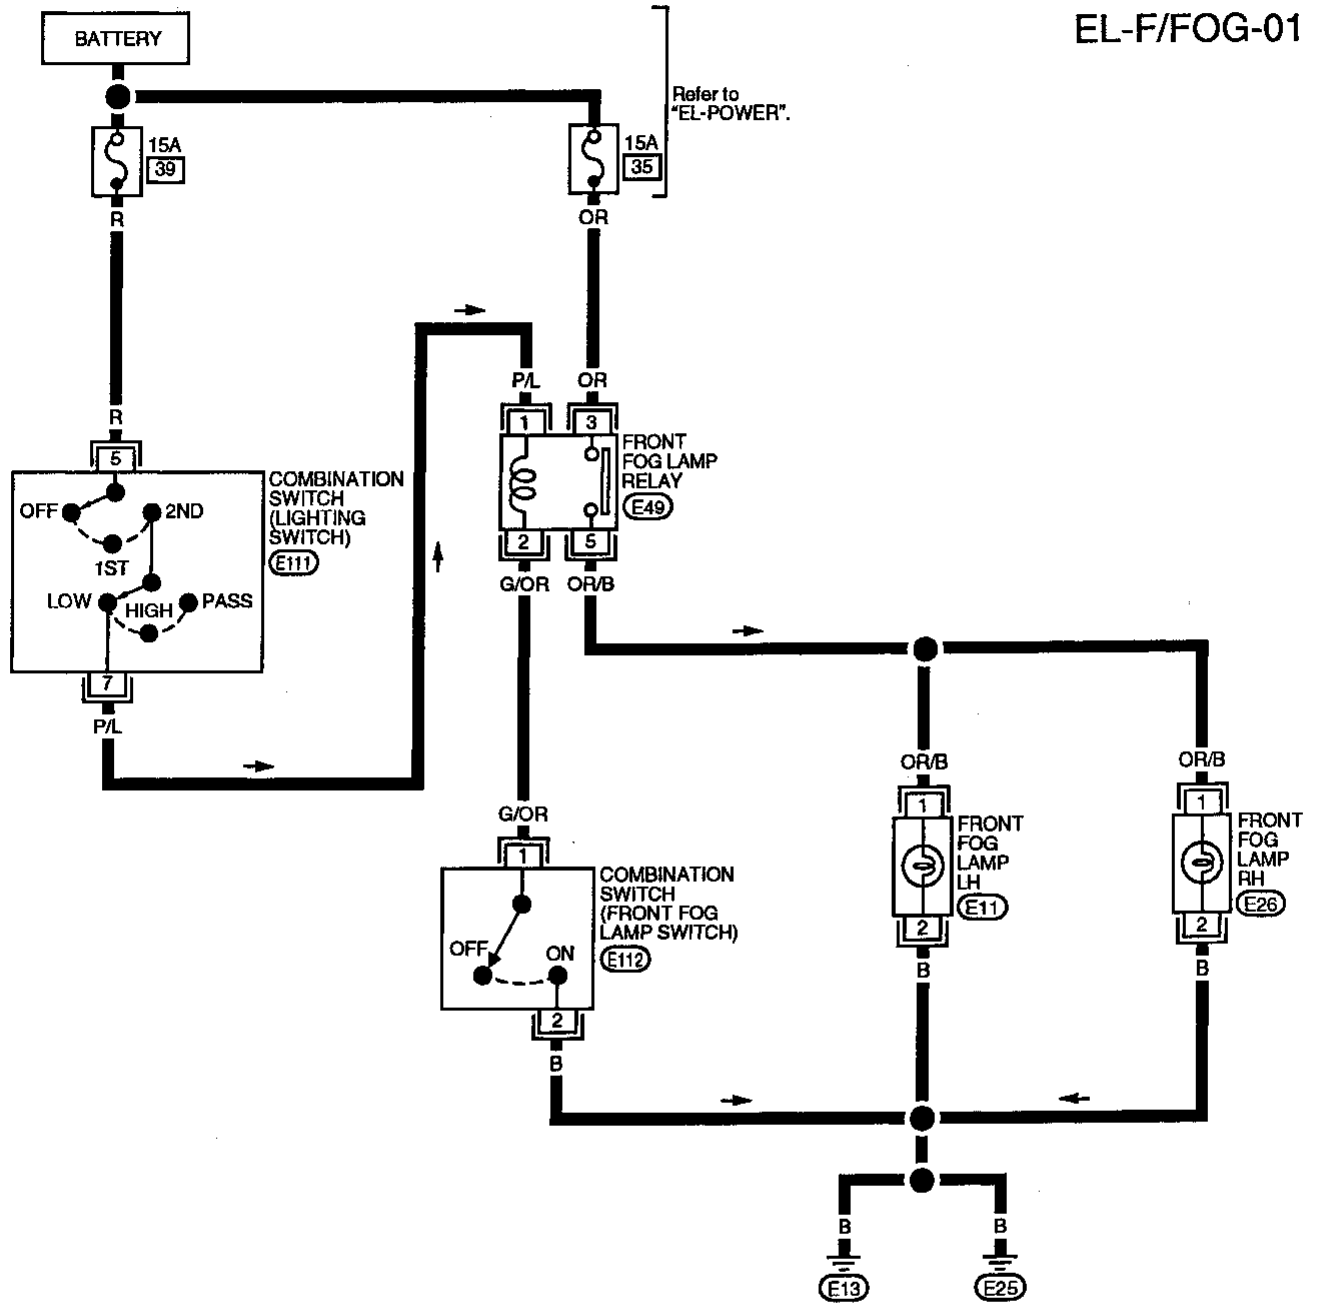 EL-F/FOG-01
BATTERY
Refer to
"EL-POWER".
15A
39
15A
35
R
OR
R
P/L
OR
5
1
3
COMBINATION
SWITCH
(LIGHTING
SWITCH)
E111
OFF
2ND
1ST
LOW
HIGH
PASS
7
P/L
FRONT
FOG LAMP
RELAY
E49
2
5
G/OR
OR/B
G/OR
1
COMBINATION
SWITCH
(FRONT FOG
LAMP SWITCH)
E112
OFF
ON
2
B
OR/B
1
FRONT
FOG
LAMP
LH
E11
2
B
OR/B
1
FRONT
FOG
LAMP
RH
E26
2
B
B
B
E13
E25